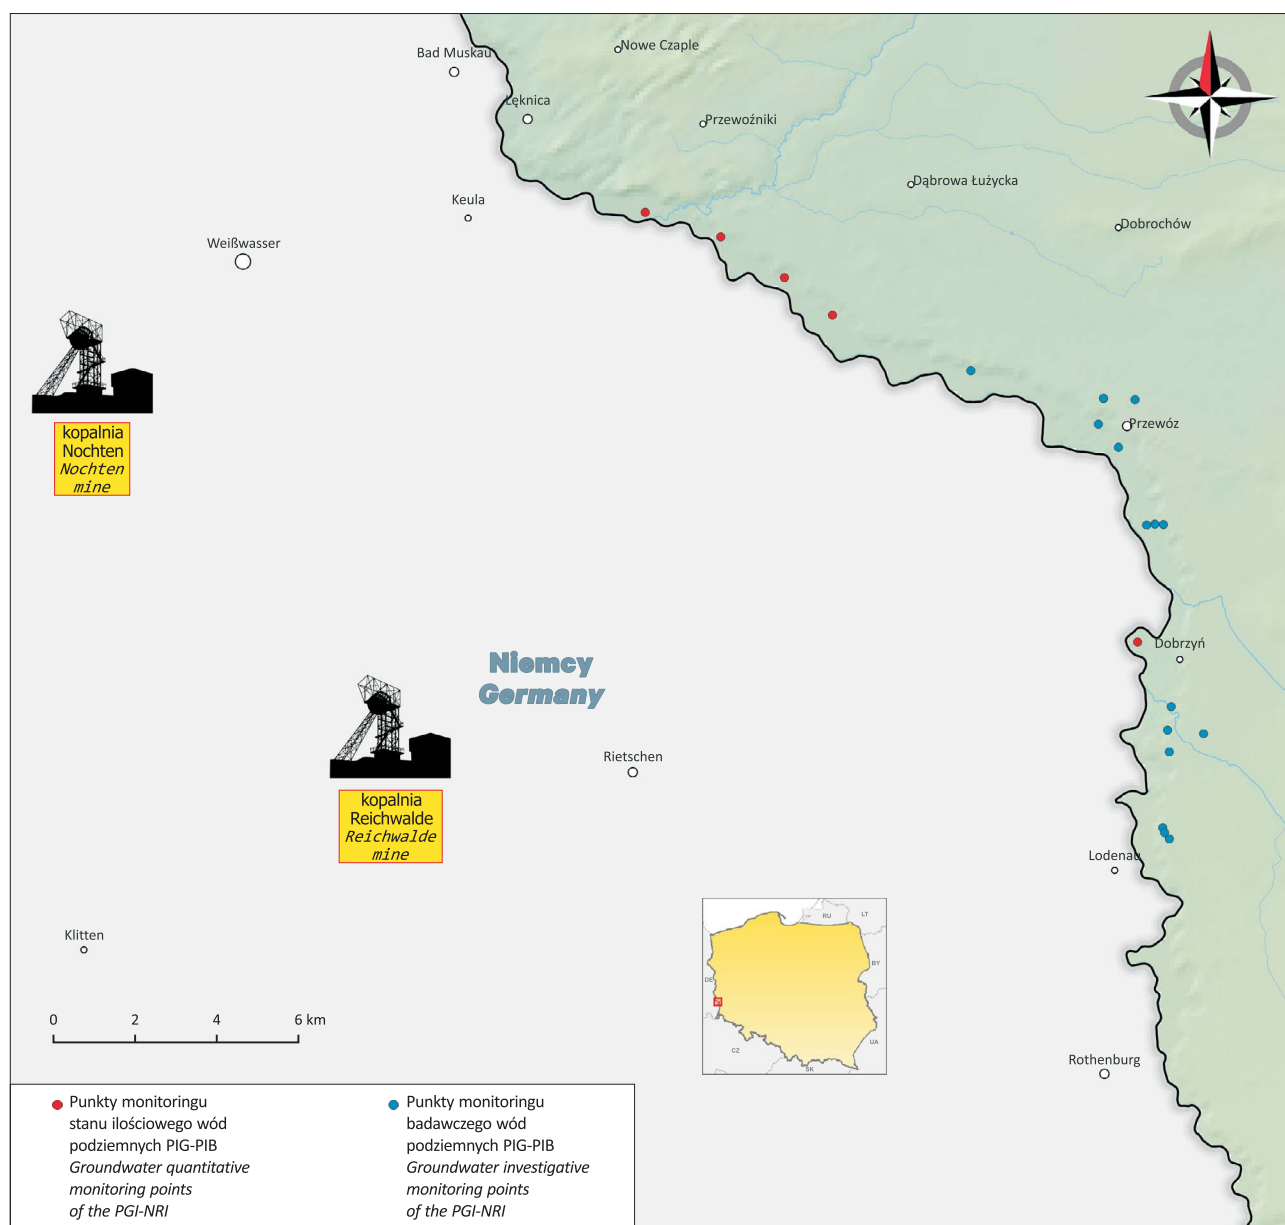 Nowe Czaple
Bad Muskau
Łęknica
Przewoźniki
Dąbrowa Łużycka
Keula
Dobrochów
Weißwasser
kopalnia
Nochten
Nochten
mine
Przewóz
Dobrzyń
Niemcy
Germany
Rietschen
kopalnia
Reichwalde
Reichwalde
mine
Lodenau
Klitten
RU
LT
BY
DE
UA
CZ
SK
0 2 4 6 km
Rothenburg
Punkty monitoringu
stanu ilościowego wód
podziemnych PIG-PIB
Groundwater quantitative
monitoring points
of the PGI-NRI
Punkty monitoringu
badawczego wód
podziemnych PIG-PIB
Groundwater investigative
monitoring points
of the PGI-NRI